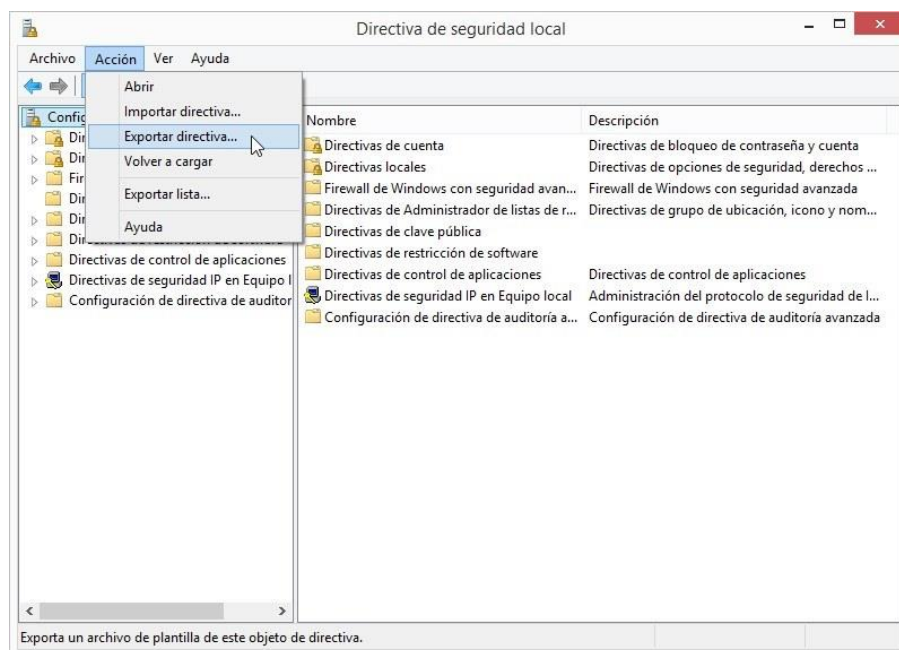 Directiva de seguridad local
Archivo Acción Ver Ayuda
Abrir
Importar directiva...
Exportar directiva...
Volver a cargar
Exportar lista...
Ayuda
Directivas de control de aplicaciones
Directivas de seguridad IP en Equipo l
Configuración de directiva de auditor
Nombre Descripción
Directivas de cuenta Directivas de bloqueo de contraseña y cuenta
Directivas locales Directivas de opciones de seguridad, derechos ...
Firewall de Windows con seguridad avan... Firewall de Windows con seguridad avanzada
Directivas de Administrador de listas de r... Directivas de grupo de ubicación, icono y nom...
Directivas de clave pública
Directivas de restricción de software
Directivas de control de aplicaciones Directivas de control de aplicaciones
Directivas de seguridad IP en Equipo local Administración del protocolo de seguridad de l...
Configuración de directiva de auditoría a... Configuración de directiva de auditoría avanzada
Exporta un archivo de plantilla de este objeto de directiva.